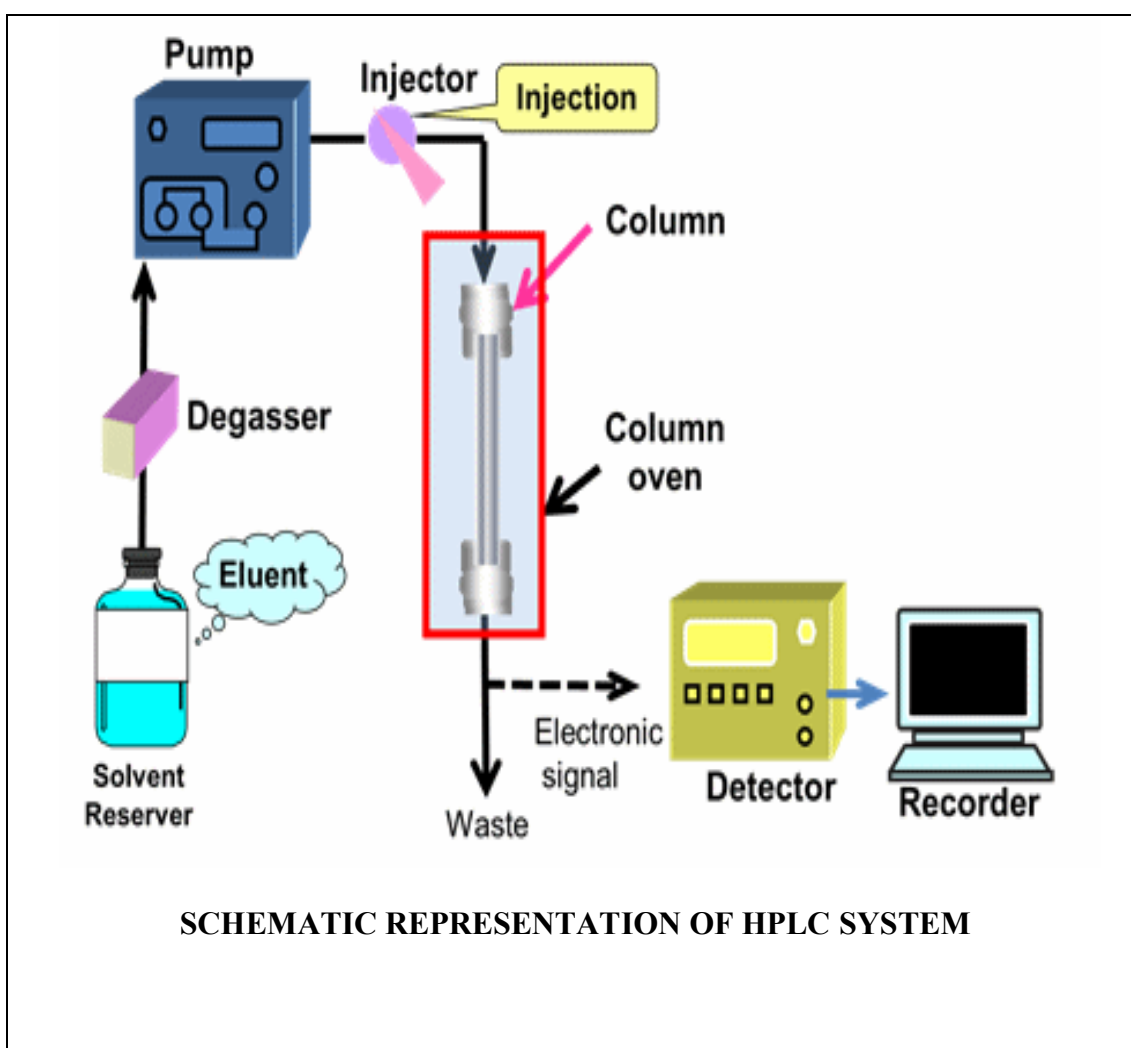 Pump
Injector
Injection
Column
Degasser
Column
oven
Eluent
Solvent
Reserver
Electronic
signal
Waste
Detector
Recorder
SCHEMATIC REPRESENTATION OF HPLC SYSTEM